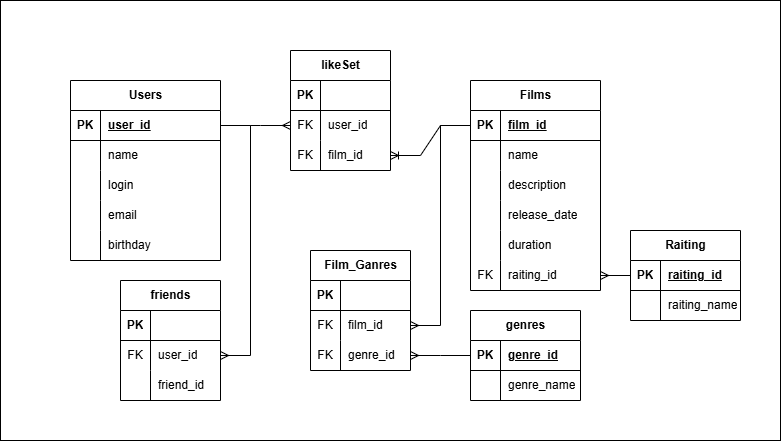 likeSet
PK
FK user_id
FK film_id
Users
PK user_id
name
login
email
birthday
Films
PK film_id
name
description
release_date
duration
FK raiting_id
Raiting
PK raiting_id
raiting_name
Film_Ganres
PK
FK film_id
FK genre_id
friends
PK
FK user_id
friend_id
genres
PK genre_id
genre_name